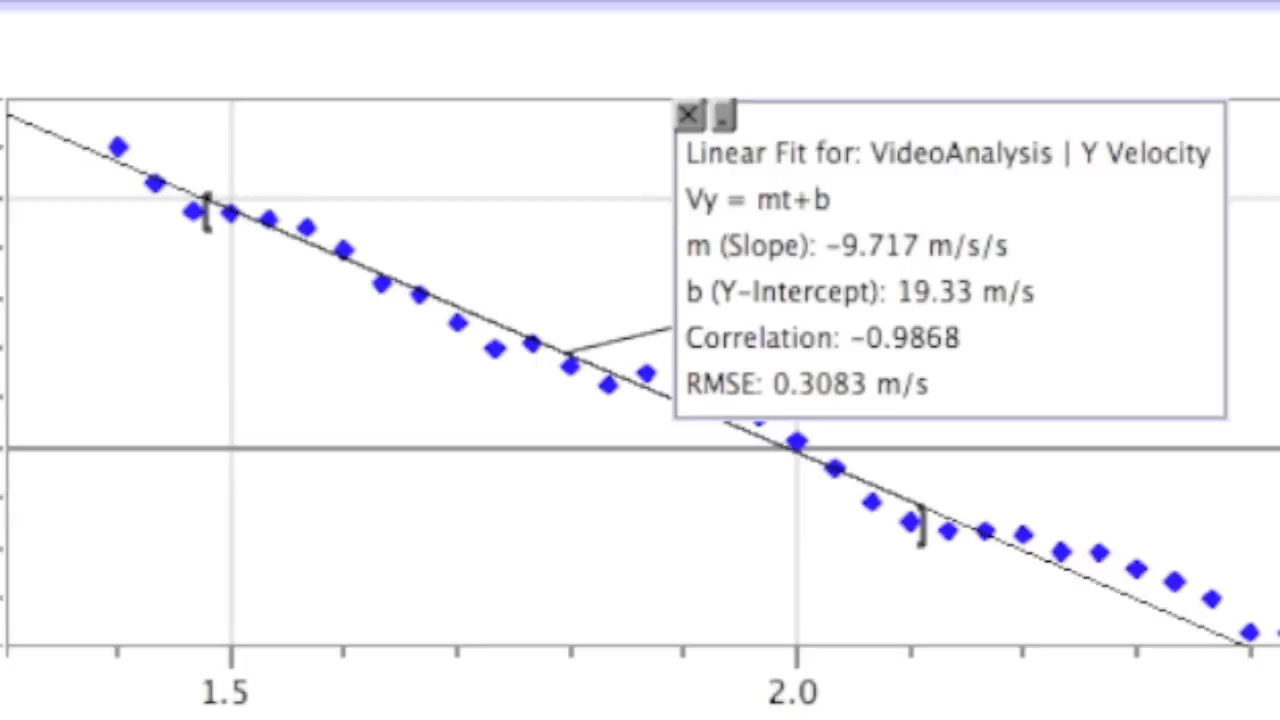 Linear Fit for: VideoAnalysis | Y Velocity
Vy = mt+b
m (Slope): -9.717 m/s/s
b (Y-Intercept): 19.33 m/s
Correlation: -0.9868
RMSE: 0.3083 m/s
1.5 2.0